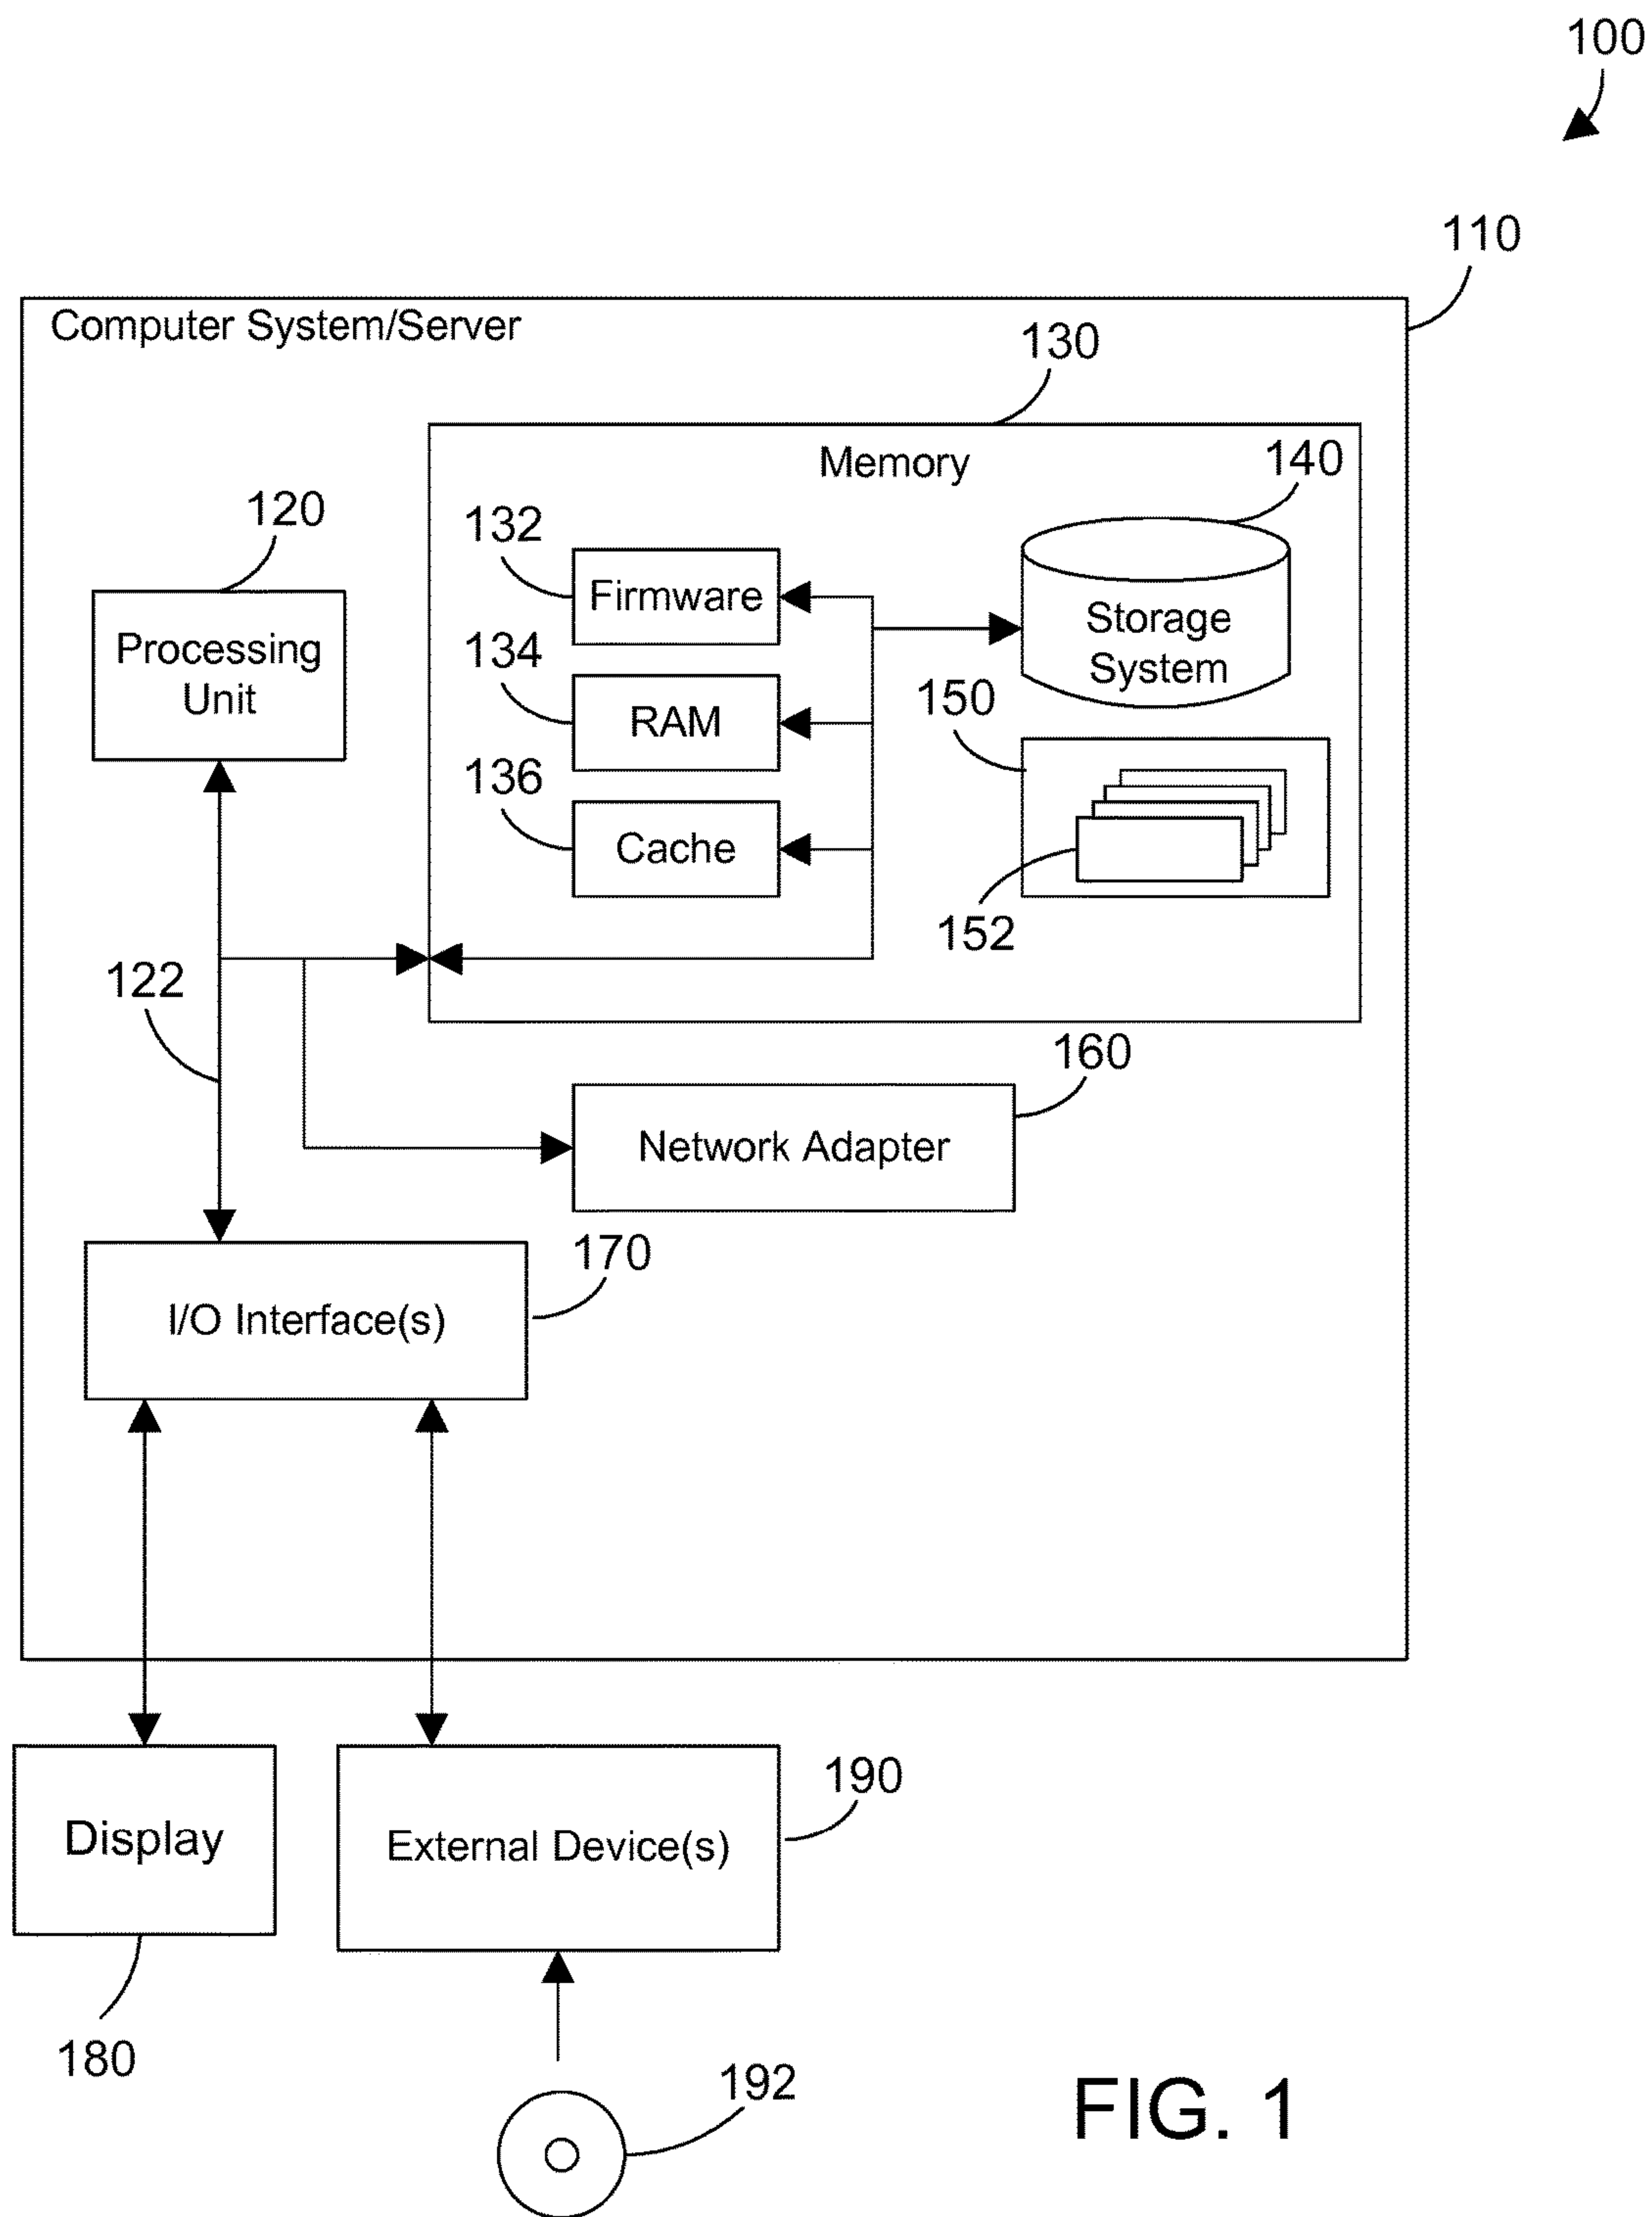 100
110
Computer System/Server
130
Memory
140
120
132
Firmware
Storage
System
Processing
Unit
134
RAM
150
136
Cache
152
122
160
Network Adapter
170
I/O Interface(s)
190
Display
External Device(s)
180
192
FIG. 1